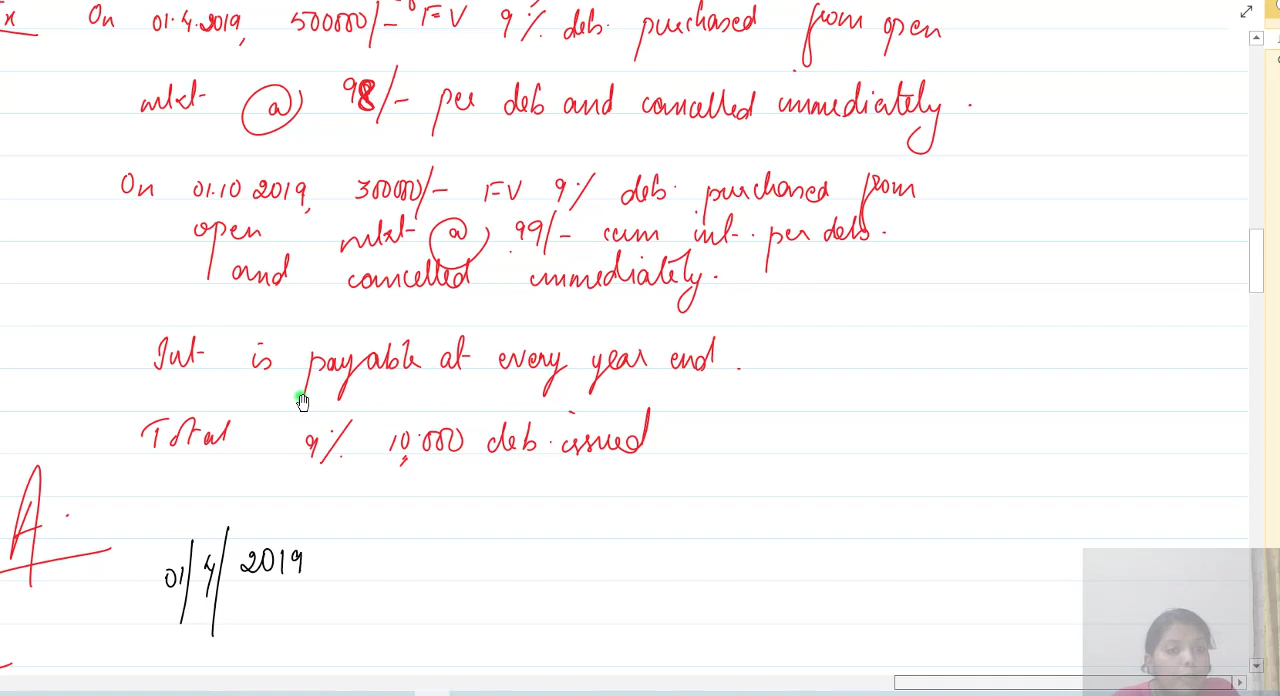 Ex On 01.4.2019, 500000/- FV 9% deb. purchased from open
mkt @ 98/- per deb and cancelled immediately.
On 01.10 2019, 300000/- FV 9% deb. purchased from
open mkt @ 99/- cum int. per deb.
and cancelled immediately.
Int is payable at every year end.
Total 9% 10,000 deb. issued
A.
01/4/2019